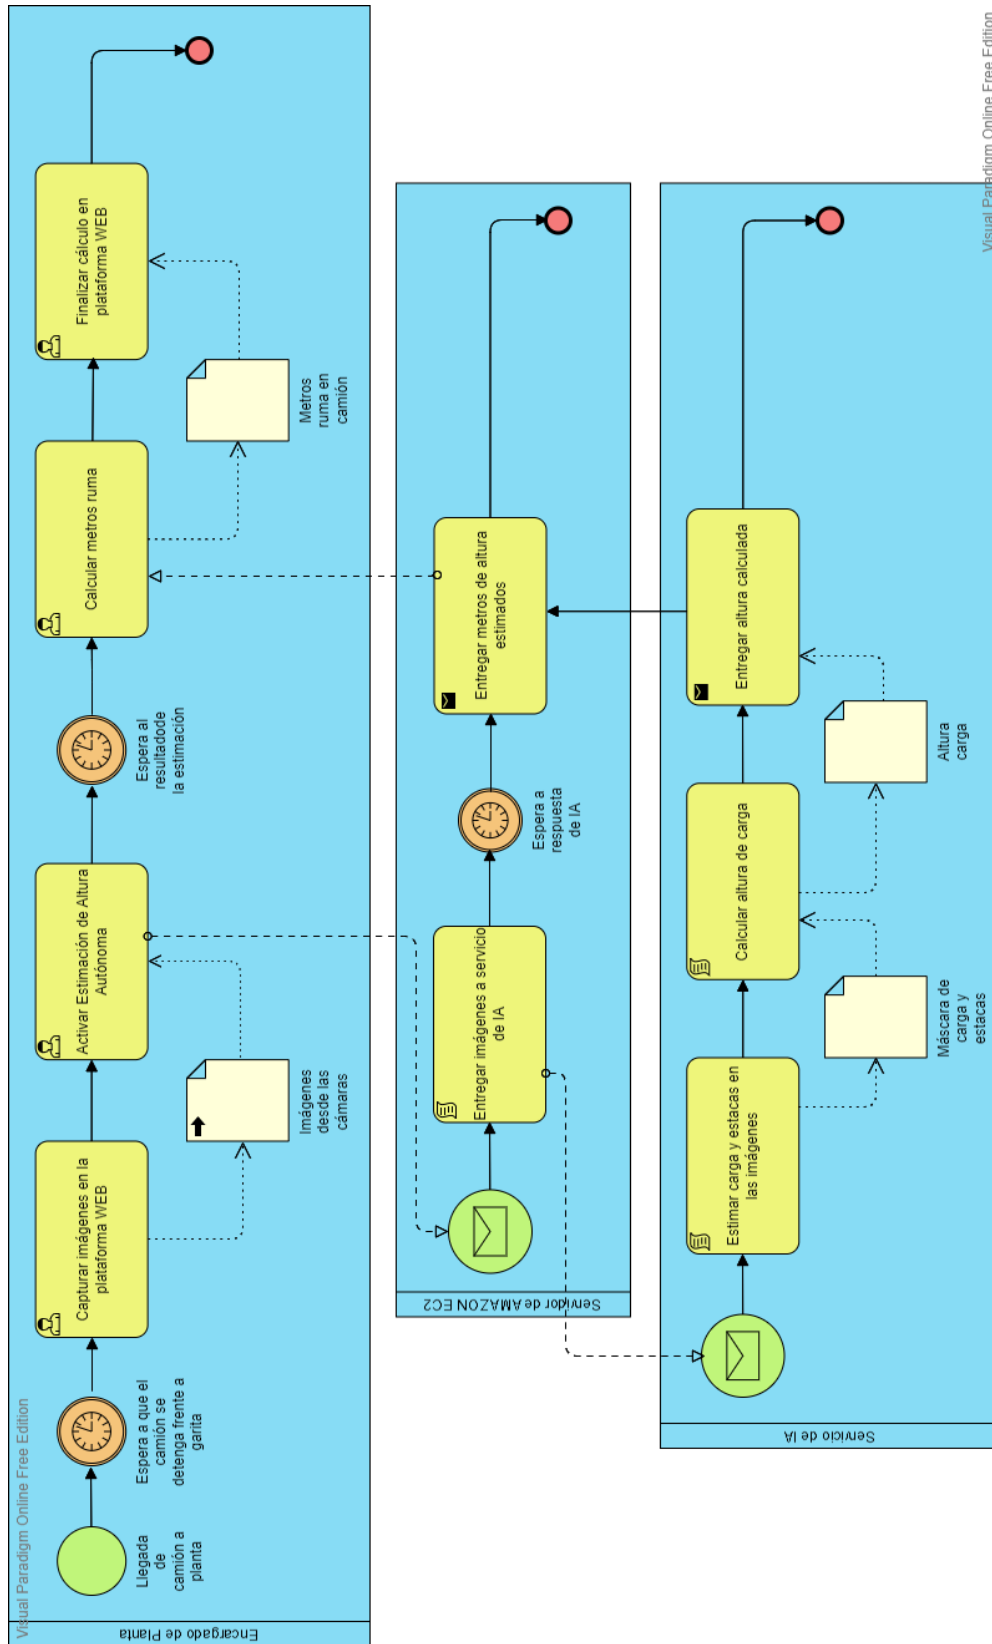 Visual Paradigm Online Free Edition
Encargado de Planta
Llegada
de
camión a
planta
Espera a que el
camión se
detenga frente a
garita
Capturar imágenes en la
plataforma WEB
Imágenes
desde las
cámaras
Activar Estimación de Altura
Autónoma
Espera al
resultadode
la estimación
Calcular metros ruma
Metros
ruma en
camión
Finalizar cálculo en
plataforma WEB
Servidor de AMAZON EC2
Entregar imágenes a servicio
de IA
Espera a
respuesta
de IA
Entregar metros de altura
estimados
Servicio de IA
Estimar carga y estacas en
las imágenes
Máscara de
carga y
estacas
Calcular altura de carga
Altura
carga
Entregar altura calculada
Visual Paradigm Online Free Edition